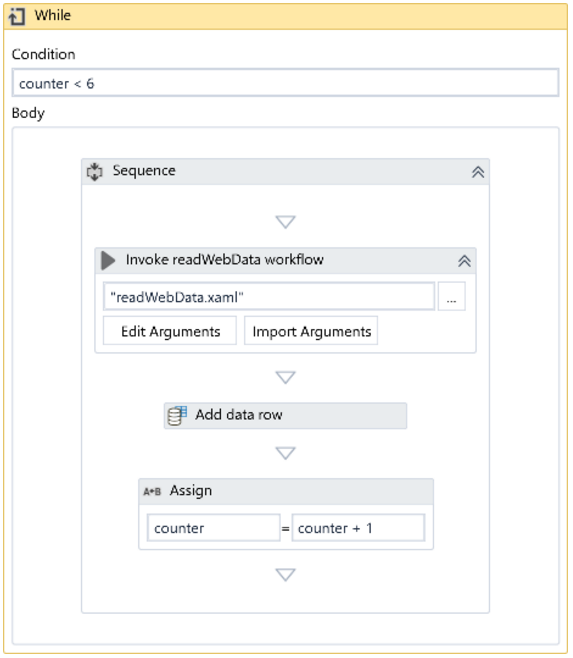 While
Condition
counter < 6
Body
Sequence
Invoke readWebData workflow
"readWebData.xaml" ...
Edit Arguments Import Arguments
Add data row
A+B Assign
counter = counter + 1